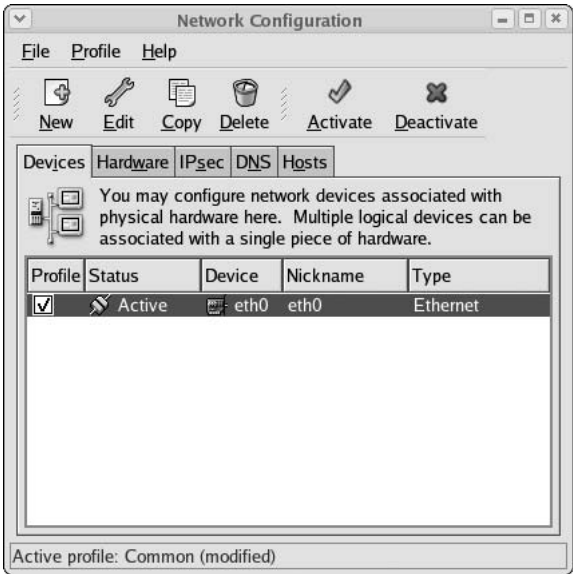 Network Configuration
File Profile Help
New Edit Copy Delete Activate Deactivate
Devices Hardware IPsec DNS Hosts
You may configure network devices associated with
physical hardware here. Multiple logical devices can be
associated with a single piece of hardware.
Profile Status Device Nickname Type
Active eth0 eth0 Ethernet
Active profile: Common (modified)